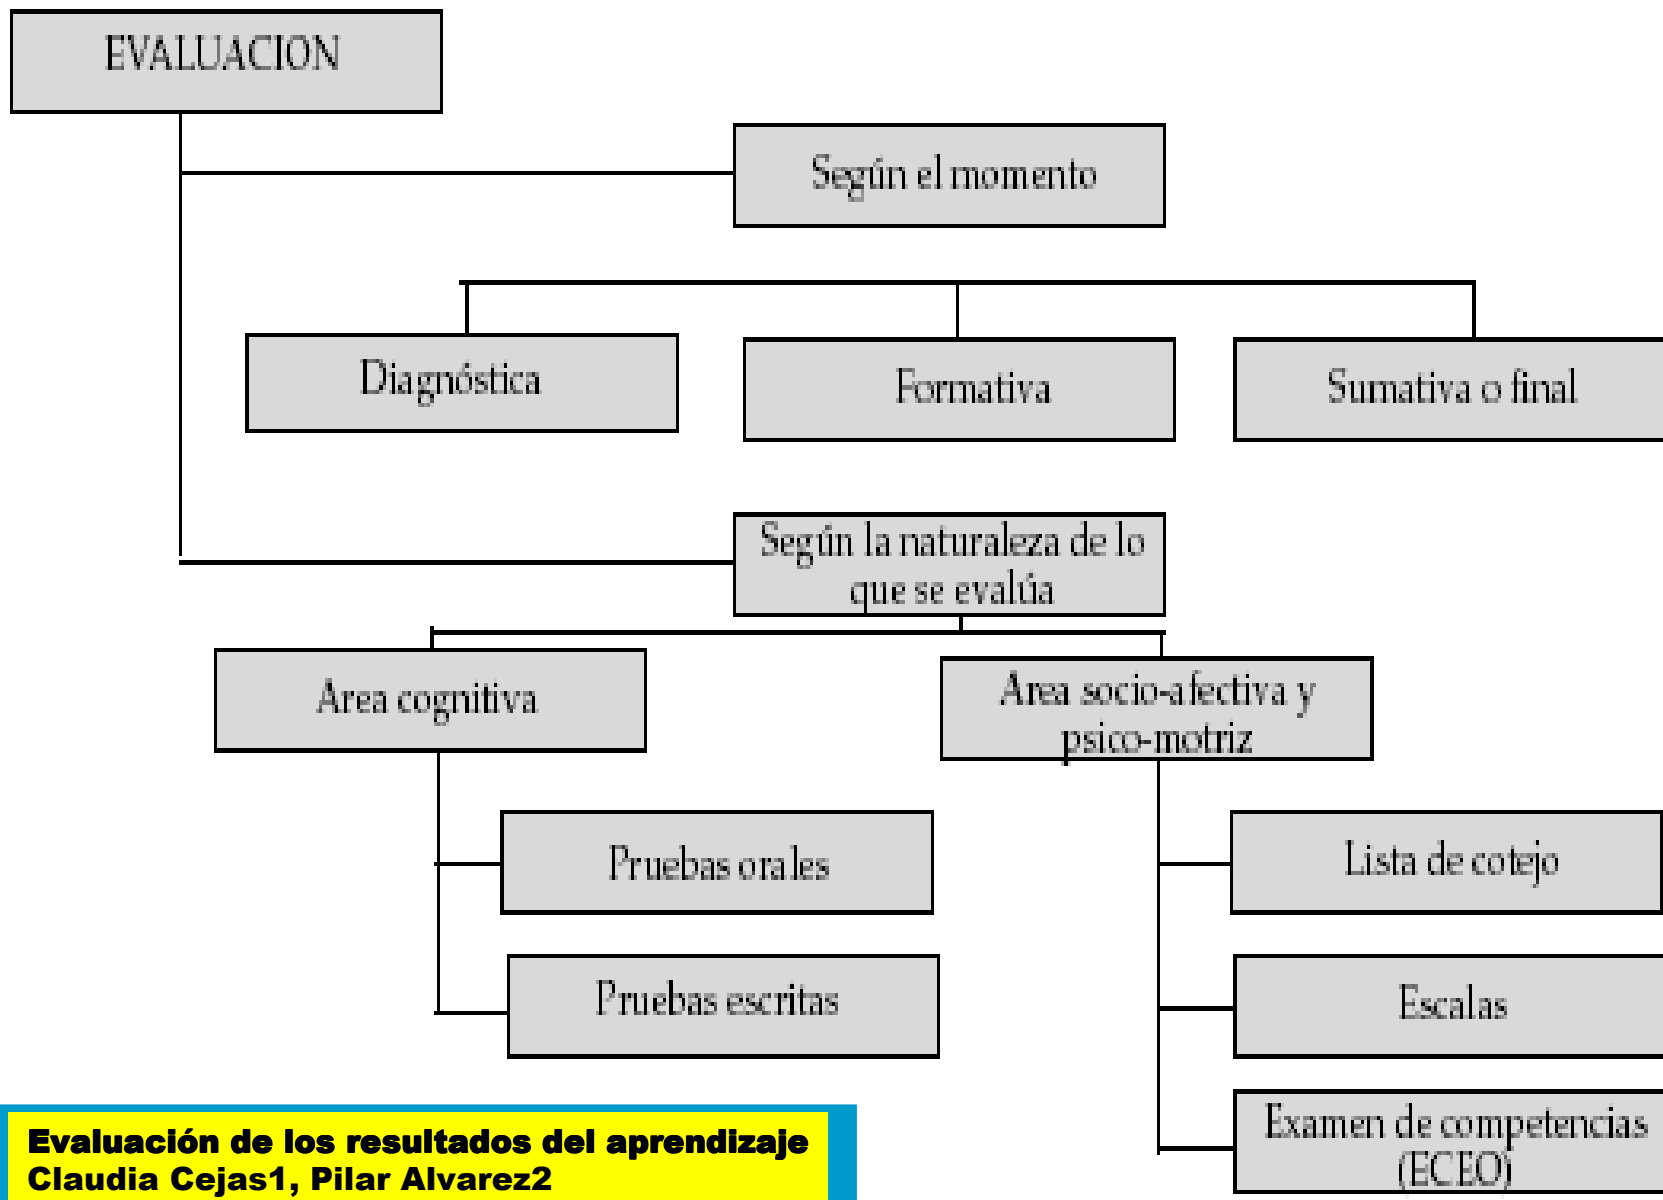 EVALUACION
Según el momento
Diagnóstica
Formativa
Sumativa o final
Según la naturaleza de lo
que se evalúa
Area cognitiva
Area socio-afectiva y
psico-motriz
Pruebas orales
Lista de cotejo
Pruebas escritas
Escalas
Examen de competencias
(ECEO)
Evaluación de los resultados del aprendizaje
Claudia Cejas1, Pilar Alvarez2